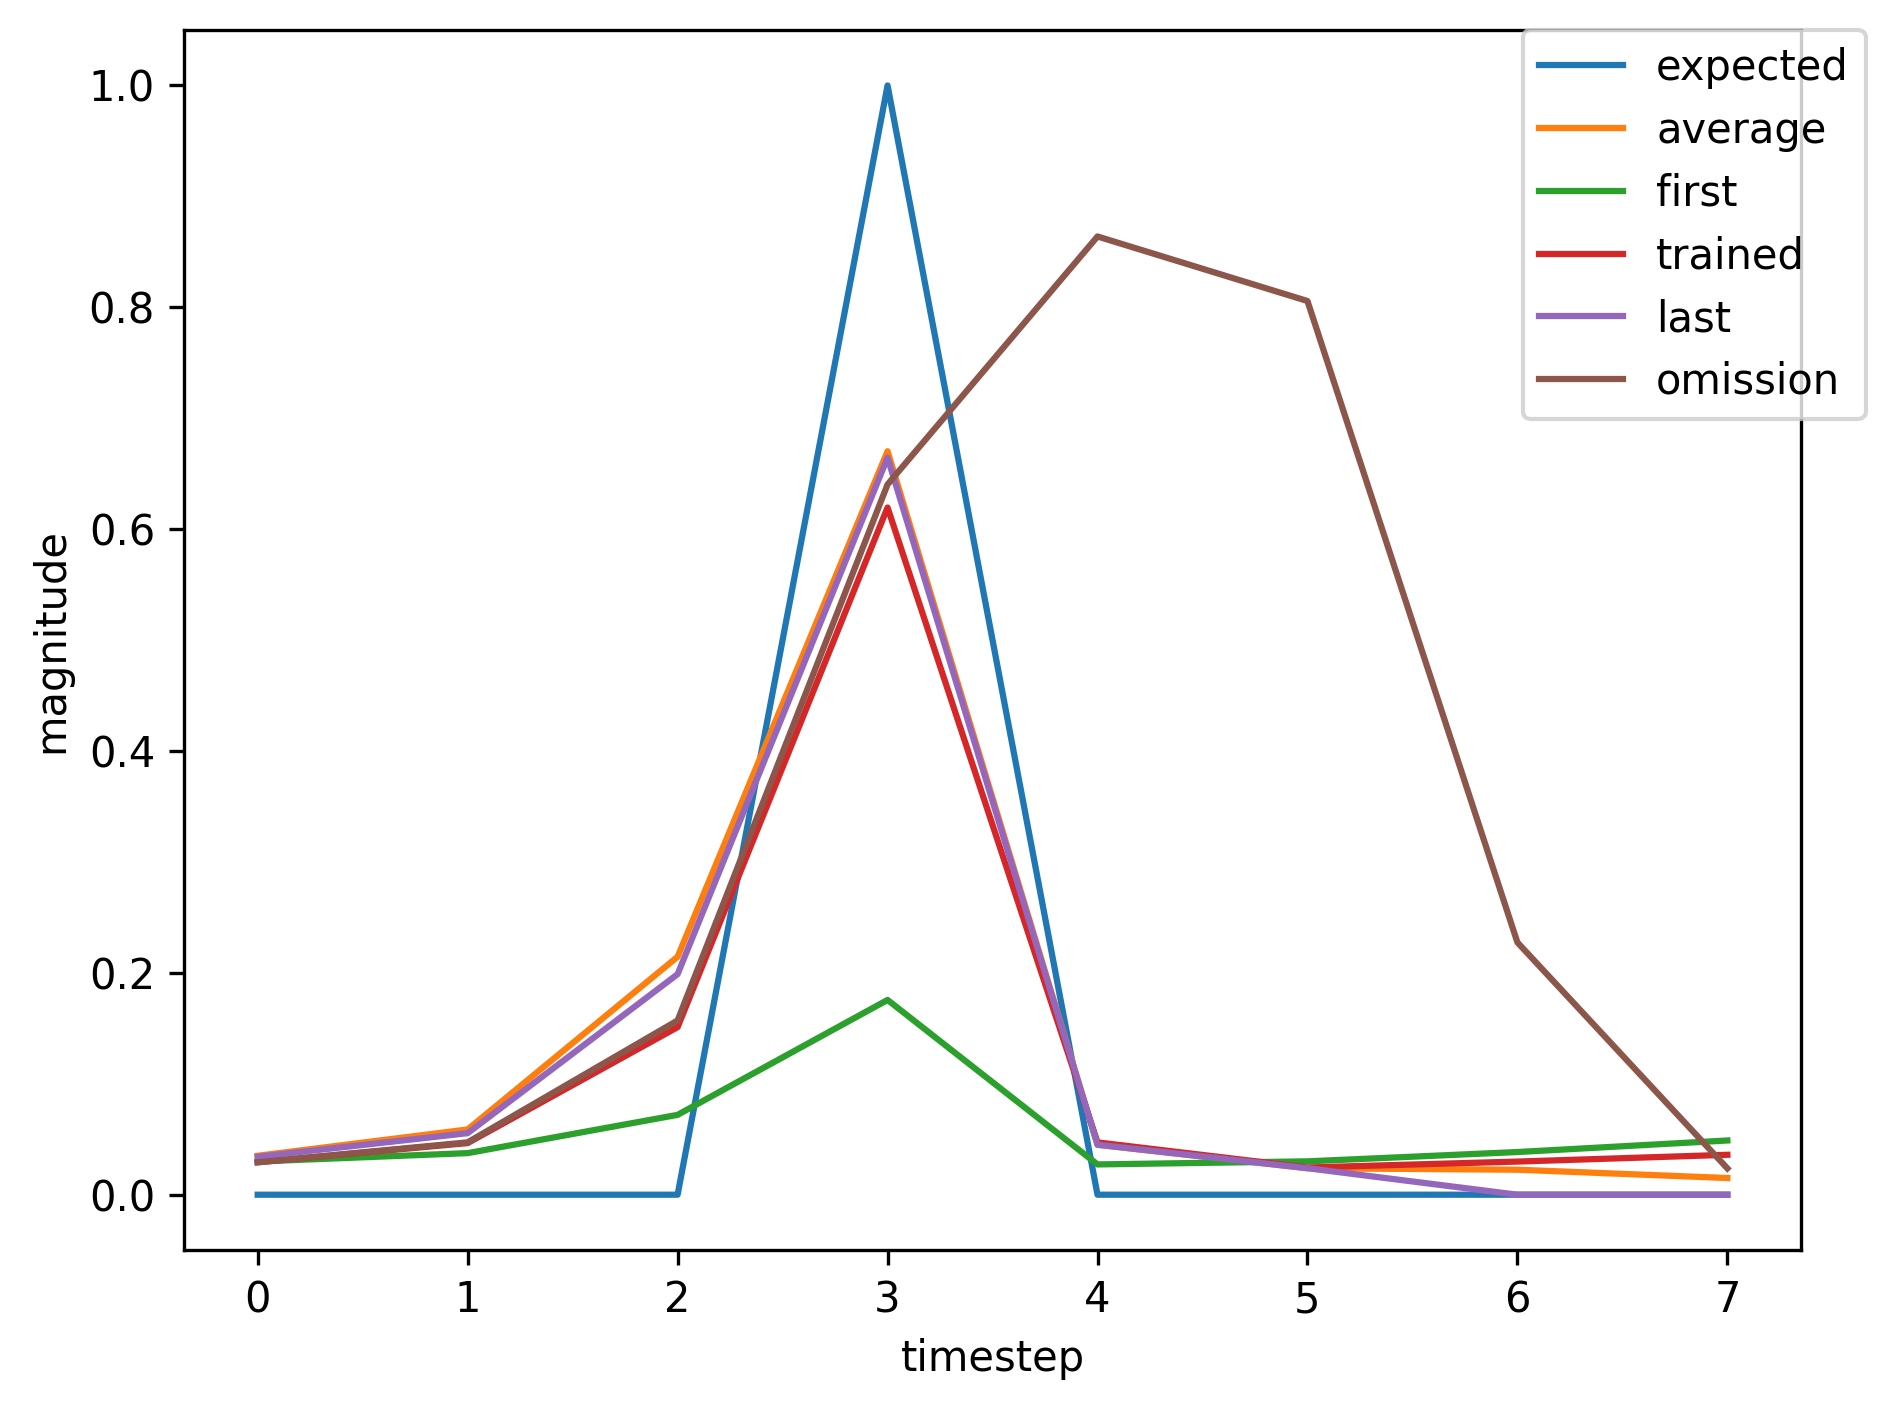 expected
average
first
trained
last
omission
1.0
0.8
0.6
0.4
0.2
0.0
magnitude
0 1 2 3 4 5 6 7
timestep